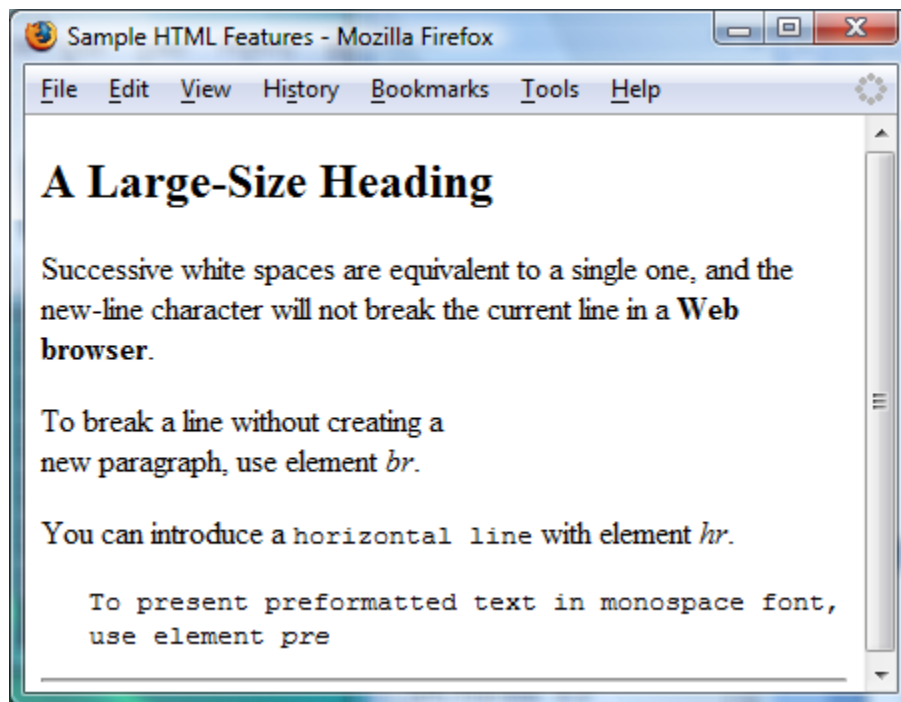 Sample HTML Features - Mozilla Firefox
File Edit View History Bookmarks Tools Help
A Large-Size Heading
Successive white spaces are equivalent to a single one, and the
new-line character will not break the current line in a Web
browser.
To break a line without creating a
new paragraph, use element br.
You can introduce a horizontal line with element hr.
To present preformatted text in monospace font,
use element pre